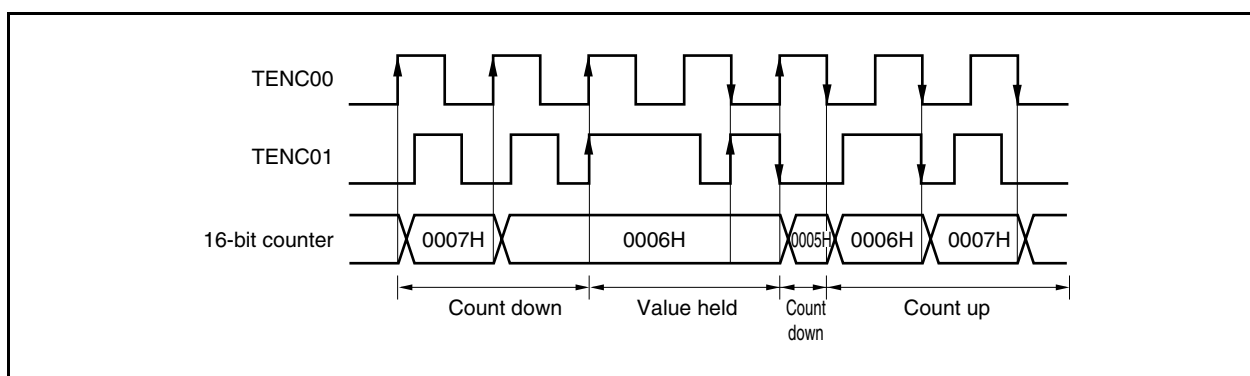 TENC00
TENC01
16-bit counter
0007H
0006H
0005H
0006H
0007H
Count down
Value held
Count
down
Count up